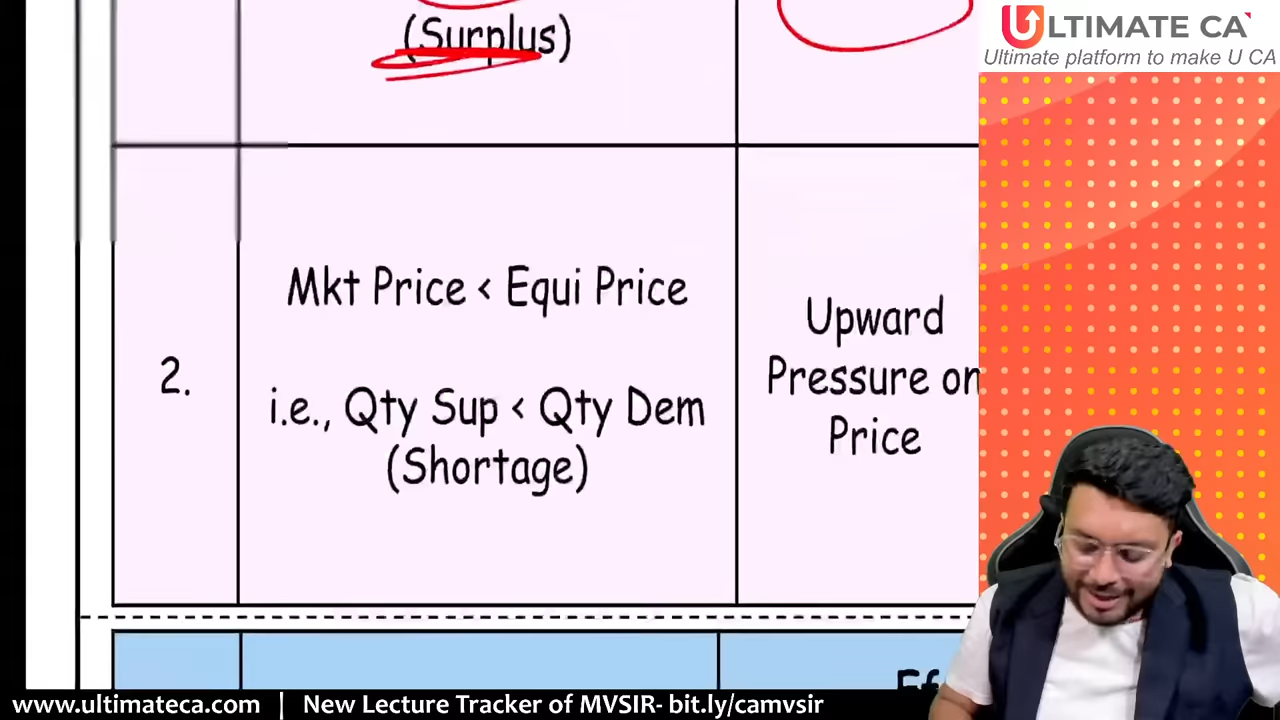 (Surplus)
ULTIMATE CA
Ultimate platform to make U CA
2.
Mkt Price < Equi Price
i.e., Qty Sup < Qty Dem
(Shortage)
Upward
Pressure on
Price
www.ultimateca.com | New Lecture Tracker of MVSIR- bit.ly/camvsir